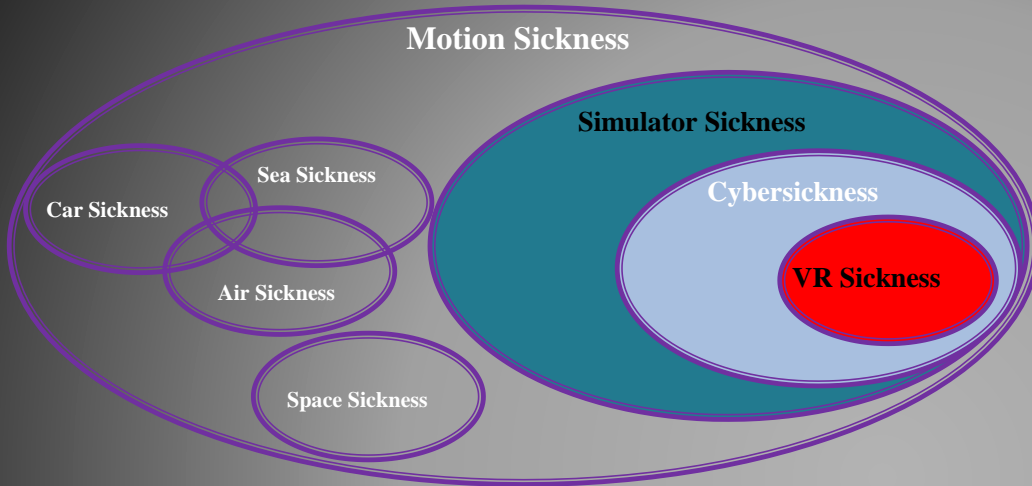 Motion Sickness
Simulator Sickness
Sea Sickness
Cybersickness
Car Sickness
VR Sickness
Air Sickness
Space Sickness